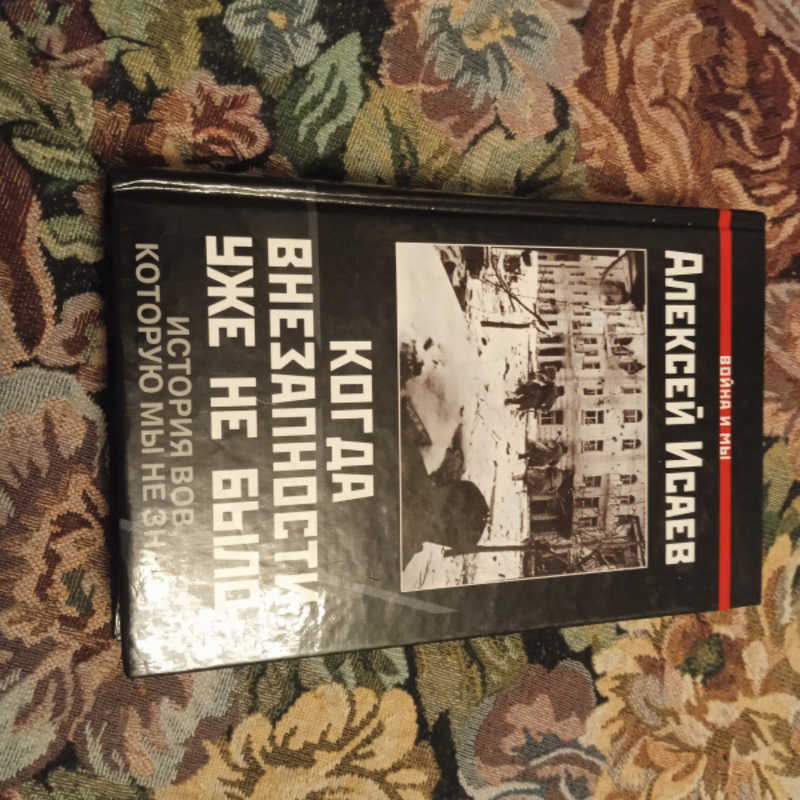 ВОЙНА И МЫ
АЛЕКСЕЙ ИСАЕВ
КОГДА
ВНЕЗАПНОСТИ
УЖЕ НЕ БЫЛО
ИСТОРИЯ ВОВ
КОТОРУЮ МЫ НЕ